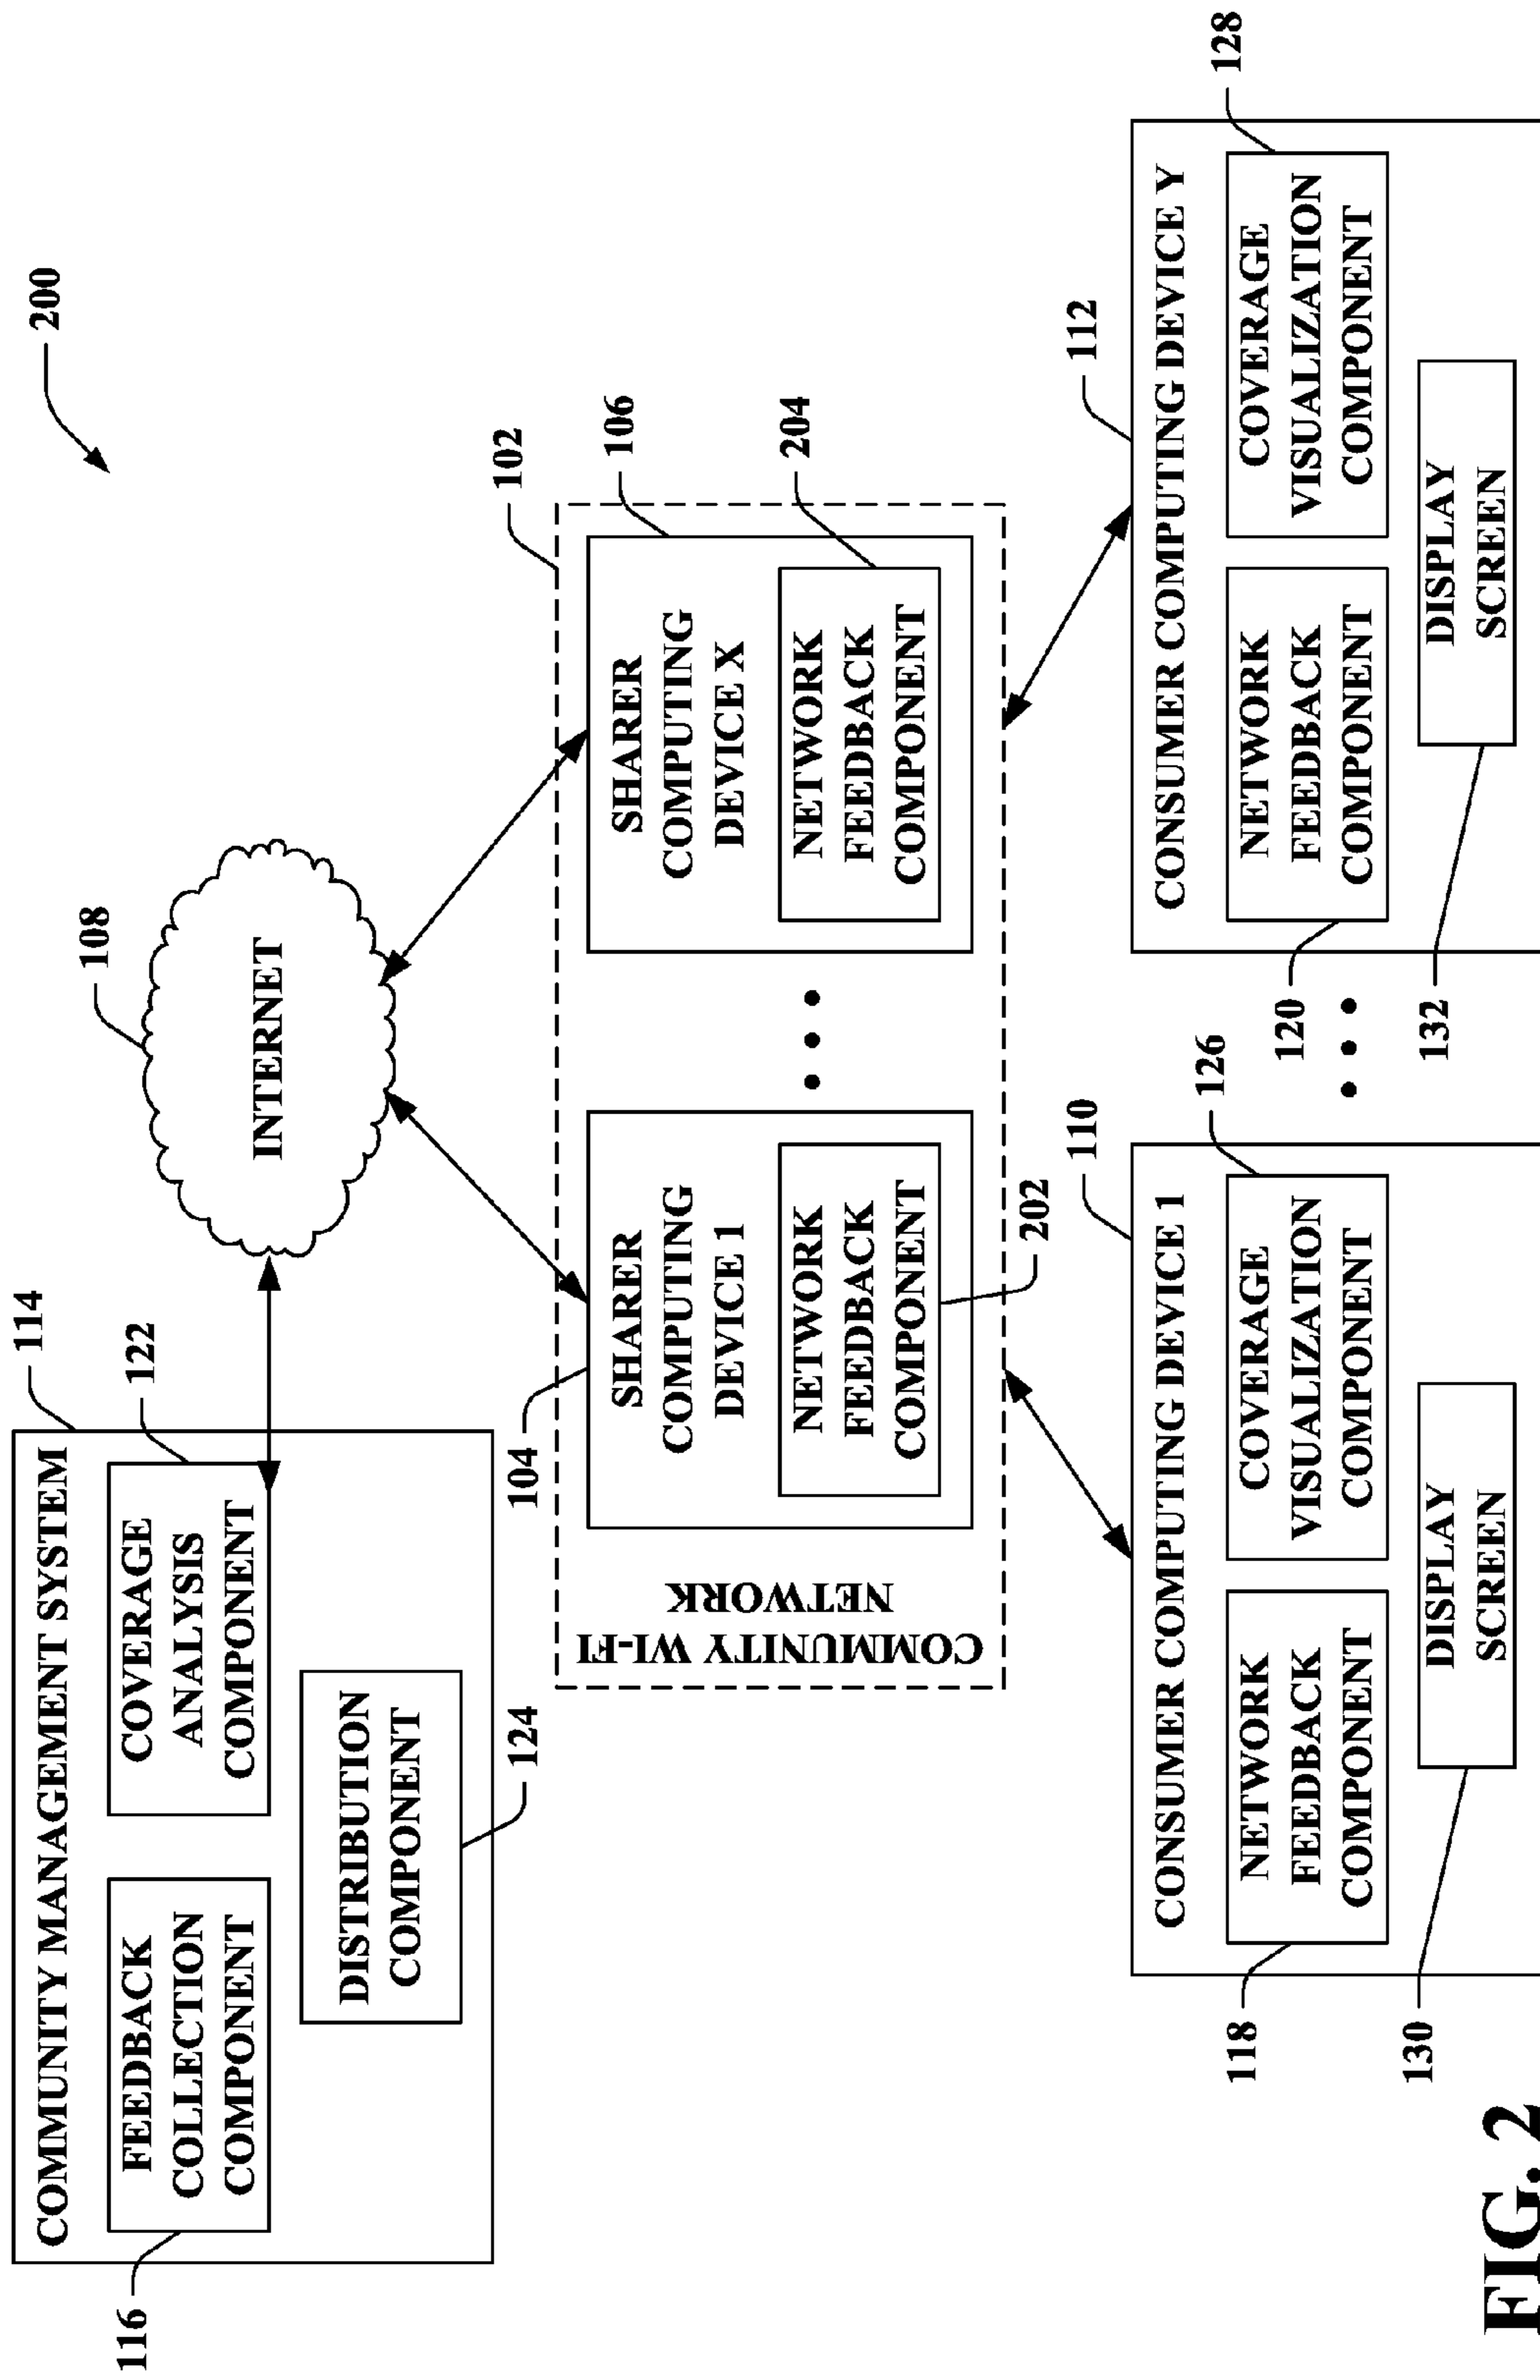 200
COMMUNITY MANAGEMENT SYSTEM
114
FEEDBACK
COLLECTION
COMPONENT
116
COVERAGE
ANALYSIS
COMPONENT
122
DISTRIBUTION
COMPONENT
124
INTERNET
108
COMMUNITY WI-FI
NETWORK
102
SHARER
COMPUTING
DEVICE 1
104
NETWORK
FEEDBACK
COMPONENT
202
SHARER
COMPUTING
DEVICE X
106
NETWORK
FEEDBACK
COMPONENT
204
CONSUMER COMPUTING DEVICE 1
110
NETWORK
FEEDBACK
COMPONENT
118
COVERAGE
VISUALIZATION
COMPONENT
126
DISPLAY
SCREEN
130
CONSUMER COMPUTING DEVICE Y
112
NETWORK
FEEDBACK
COMPONENT
120
COVERAGE
VISUALIZATION
COMPONENT
128
DISPLAY
SCREEN
132
FIG. 2